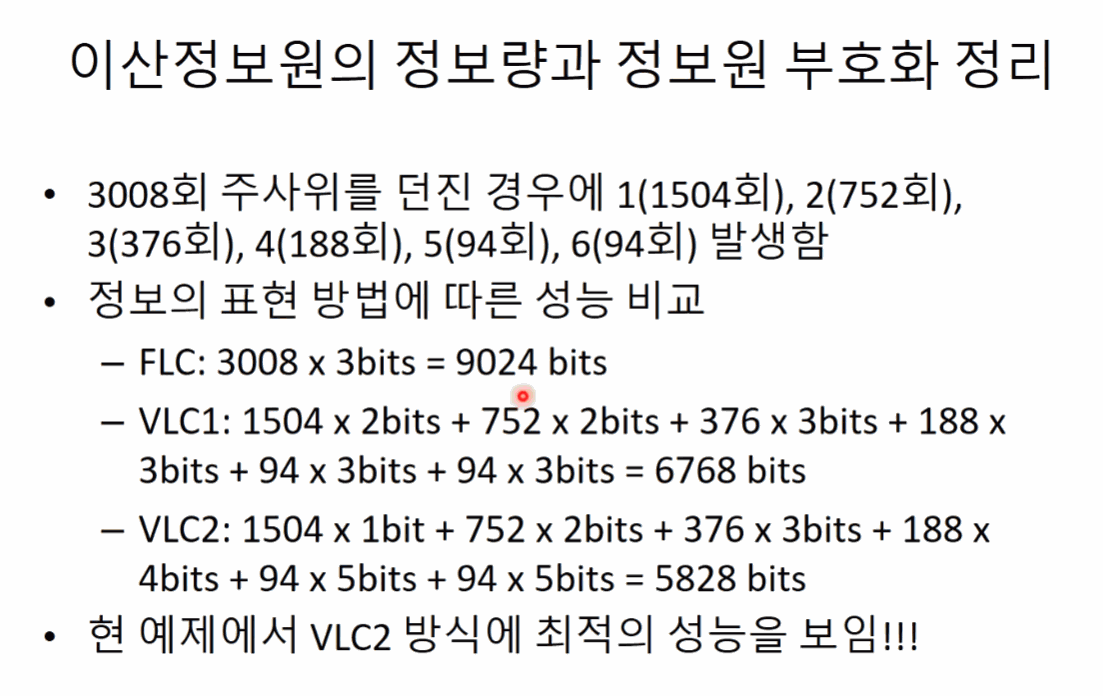 이산정보원의 정보량과 정보원 부호화 정리
• 3008회 주사위를 던진 경우에 1(1504회), 2(752회),
3(376회), 4(188회), 5(94회), 6(94회) 발생함
• 정보의 표현 방법에 따른 성능 비교
– FLC: 3008 x 3bits = 9024 bits
– VLC1: 1504 x 2bits + 752 x 2bits + 376 x 3bits + 188 x
3bits + 94 x 3bits + 94 x 3bits = 6768 bits
– VLC2: 1504 x 1bit + 752 x 2bits + 376 x 3bits + 188 x
4bits + 94 x 5bits + 94 x 5bits = 5828 bits
• 현 예제에서 VLC2 방식에 최적의 성능을 보임!!!